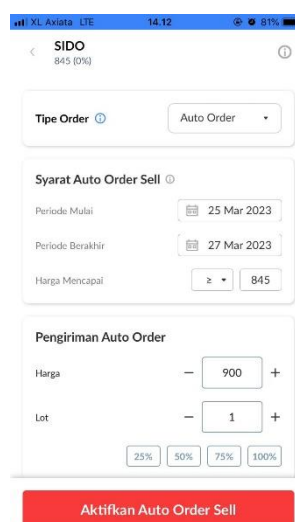 XL Axiata LTE 14.12 81%
SIDO
845 (0%)
Tipe Order Auto Order
Syarat Auto Order Sell
Periode Mulai 25 Mar 2023
Periode Berakhir 27 Mar 2023
Harga Mencapai ≥ 845
Pengiriman Auto Order
Harga − 900 +
Lot − 1 +
25% 50% 75% 100%
Aktifkan Auto Order Sell